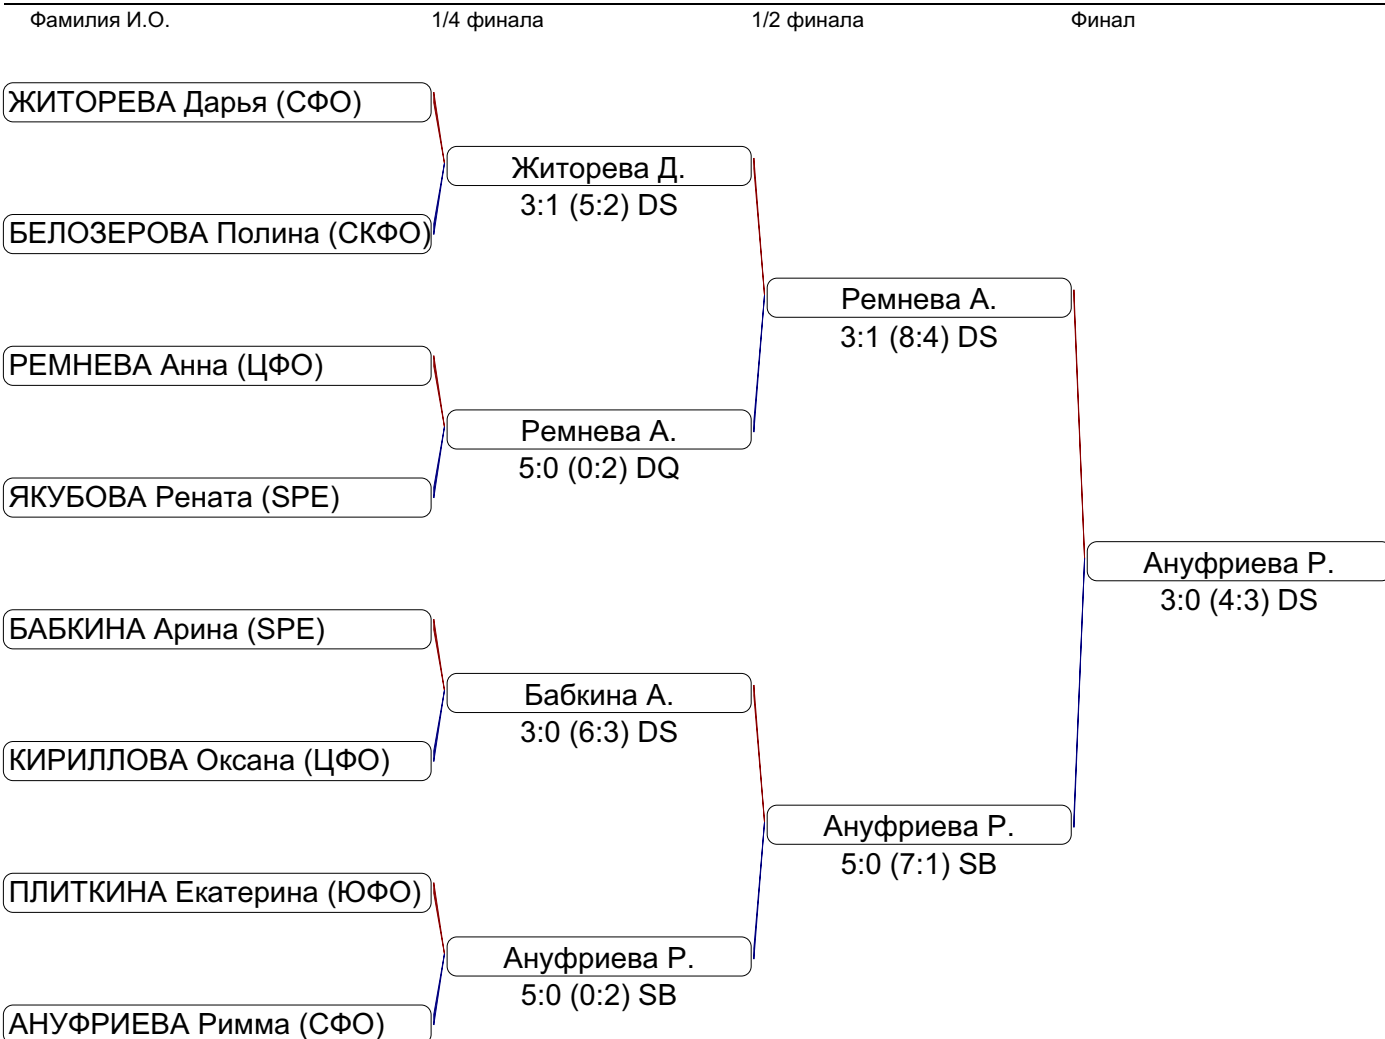 Фамилия И.О. 1/4 финала 1/2 финала Финал
ЖИТОРЕВА Дарья (СФО)
Житорева Д.
3:1 (5:2) DS
БЕЛОЗЕРОВА Полина (СКФО)
Ремнева А.
3:1 (8:4) DS
РЕМНЕВА Анна (ЦФО)
Ремнева А.
5:0 (0:2) DQ
ЯКУБОВА Рената (SPE)
Ануфриева Р.
3:0 (4:3) DS
БАБКИНА Арина (SPE)
Бабкина А.
3:0 (6:3) DS
КИРИЛЛОВА Оксана (ЦФО)
Ануфриева Р.
5:0 (7:1) SB
ПЛИТКИНА Екатерина (ЮФО)
Ануфриева Р.
5:0 (0:2) SB
АНУФРИЕВА Римма (СФО)